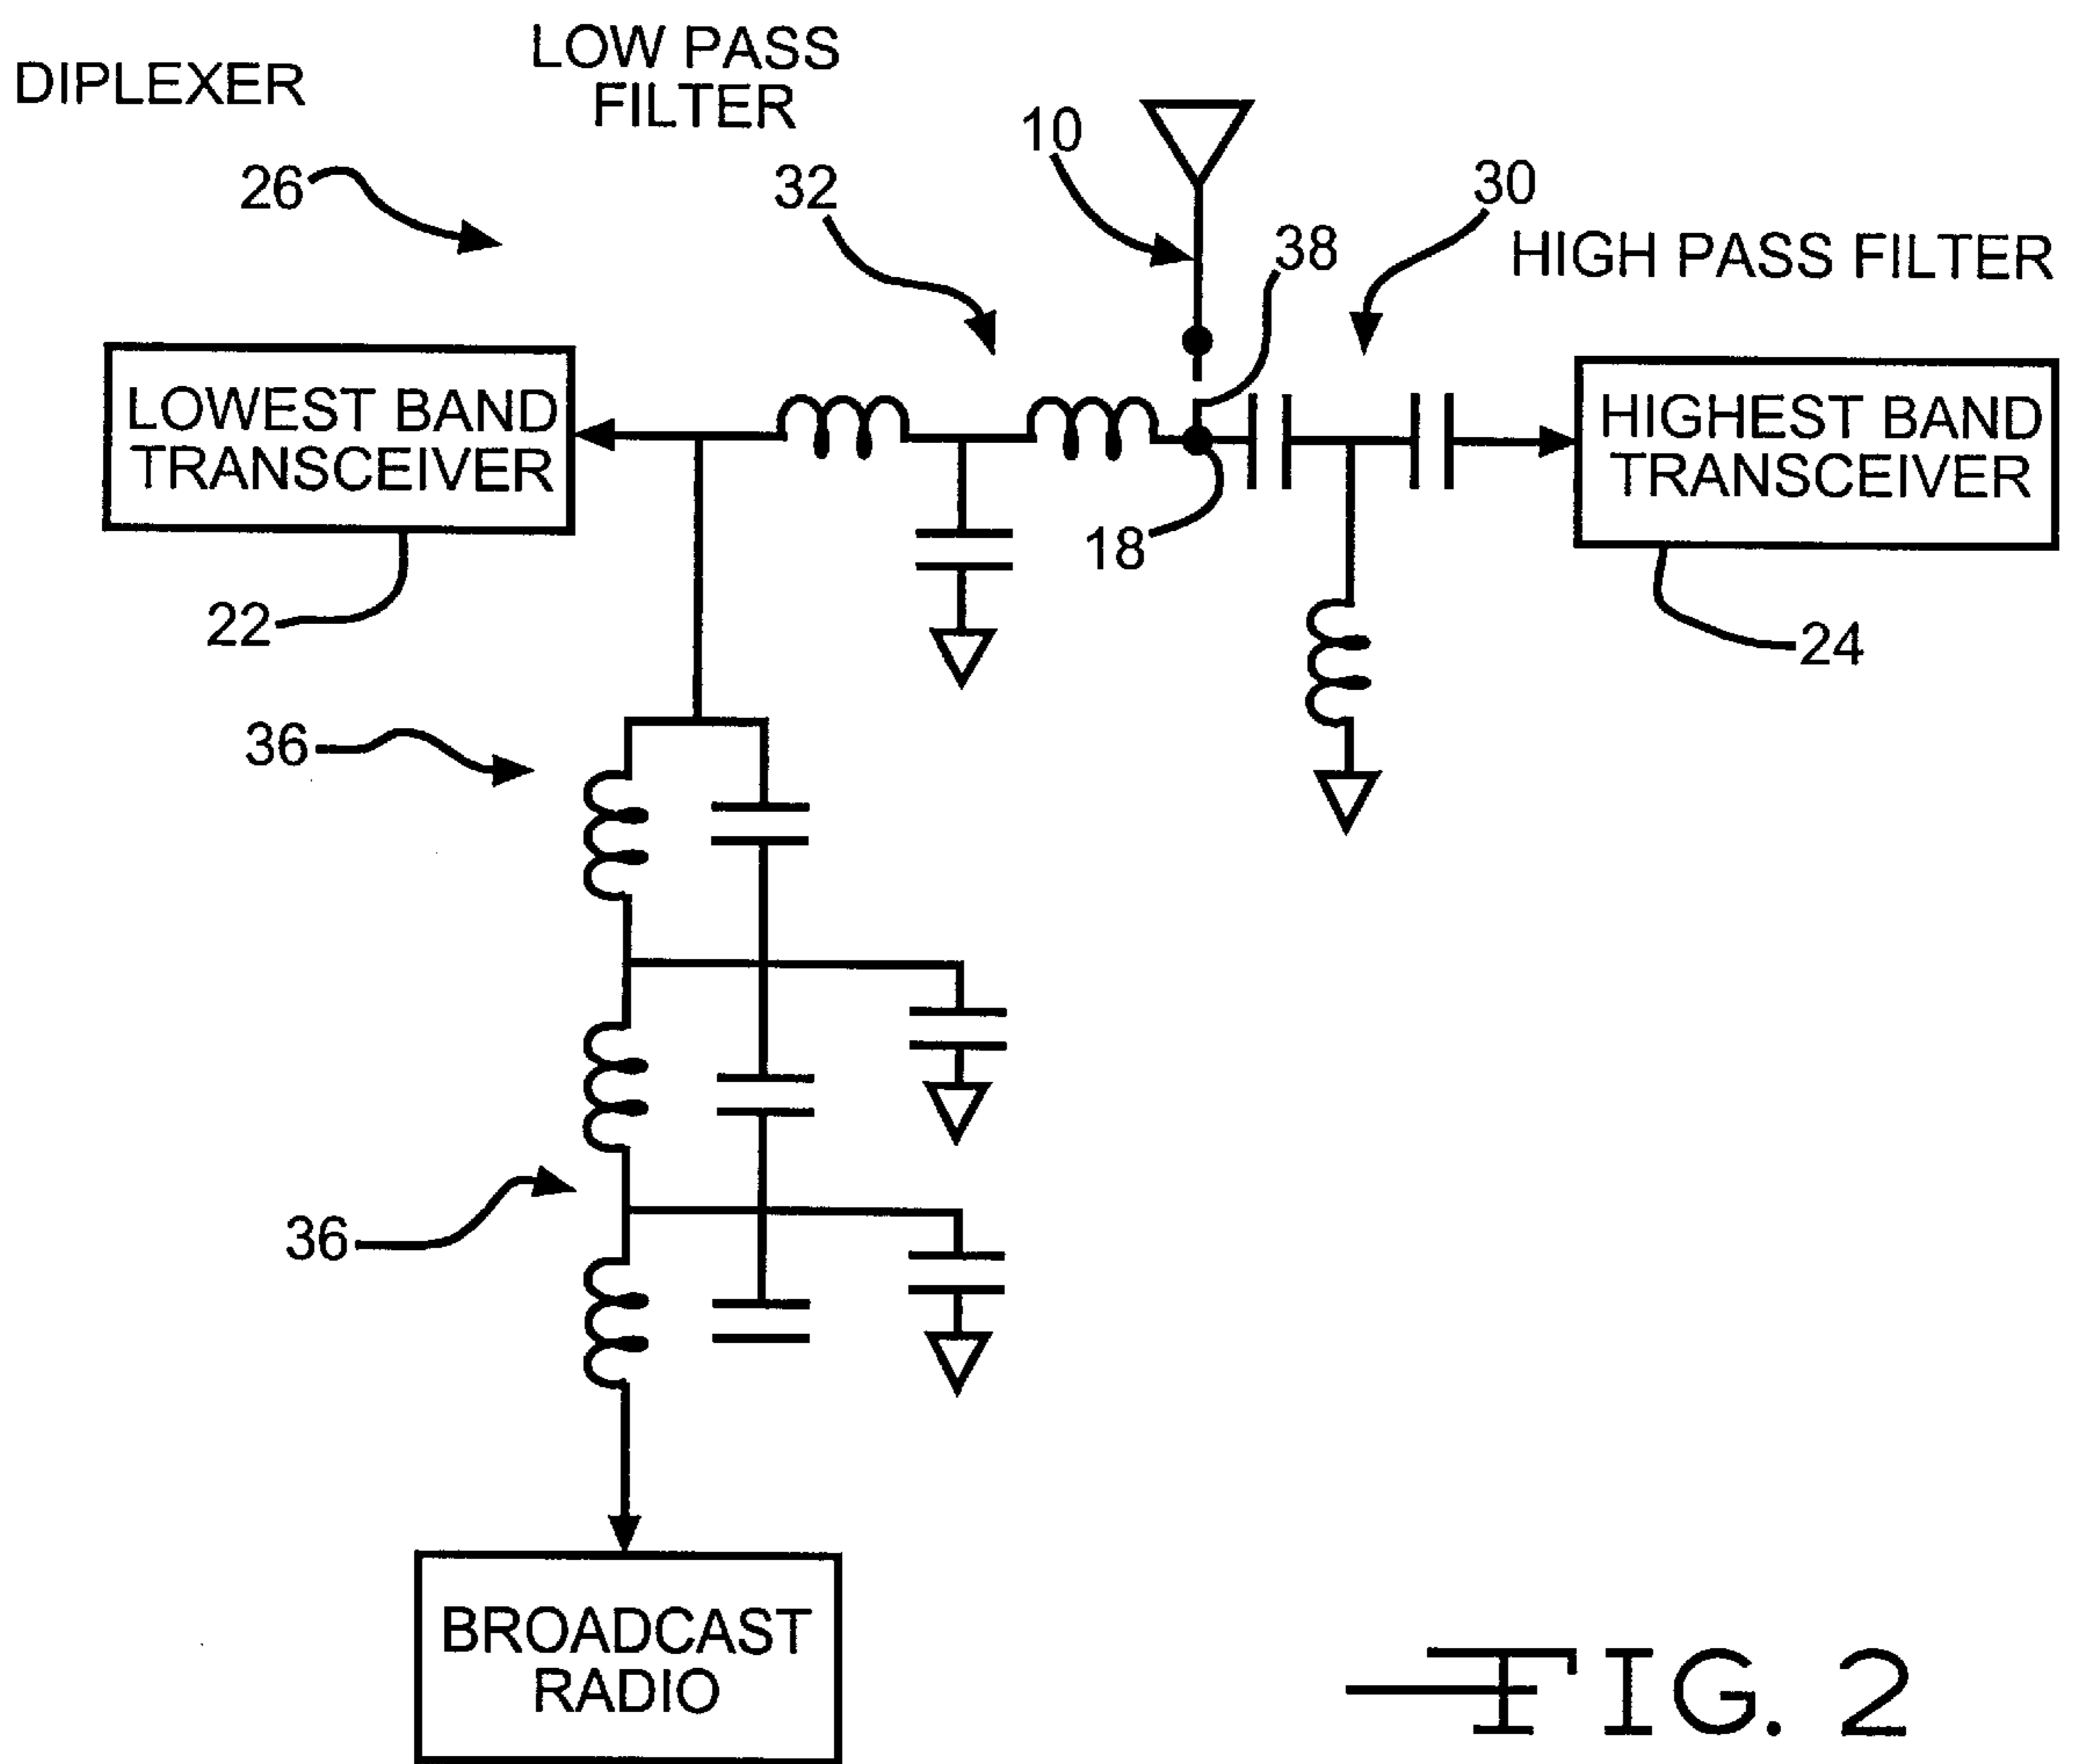 DIPLEXER
LOW PASS
FILTER
26
32
10
38
30
HIGH PASS FILTER
LOWEST BAND
TRANSCEIVER
HIGHEST BAND
TRANSCEIVER
18
22
24
36
36
BROADCAST
RADIO
FIG. 2